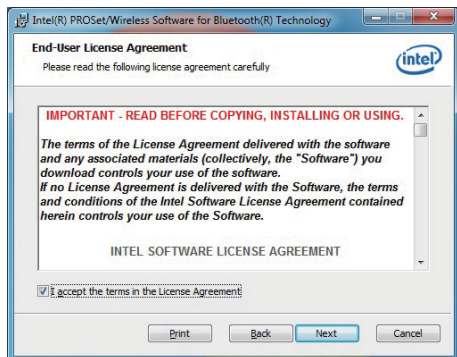 Intel(R) PROSet/Wireless Software for Bluetooth(R) Technology
End-User License Agreement
Please read the following license agreement carefully
intel
IMPORTANT - READ BEFORE COPYING, INSTALLING OR USING.
The terms of the License Agreement delivered with the software
and any associated materials (collectively, the "Software") you
download controls your use of the software.
If no License Agreement is delivered with the Software, the terms
and conditions of the Intel Software License Agreement contained
herein controls your use of the Software.
INTEL SOFTWARE LICENSE AGREEMENT
I accept the terms in the License Agreement
Print Back Next Cancel